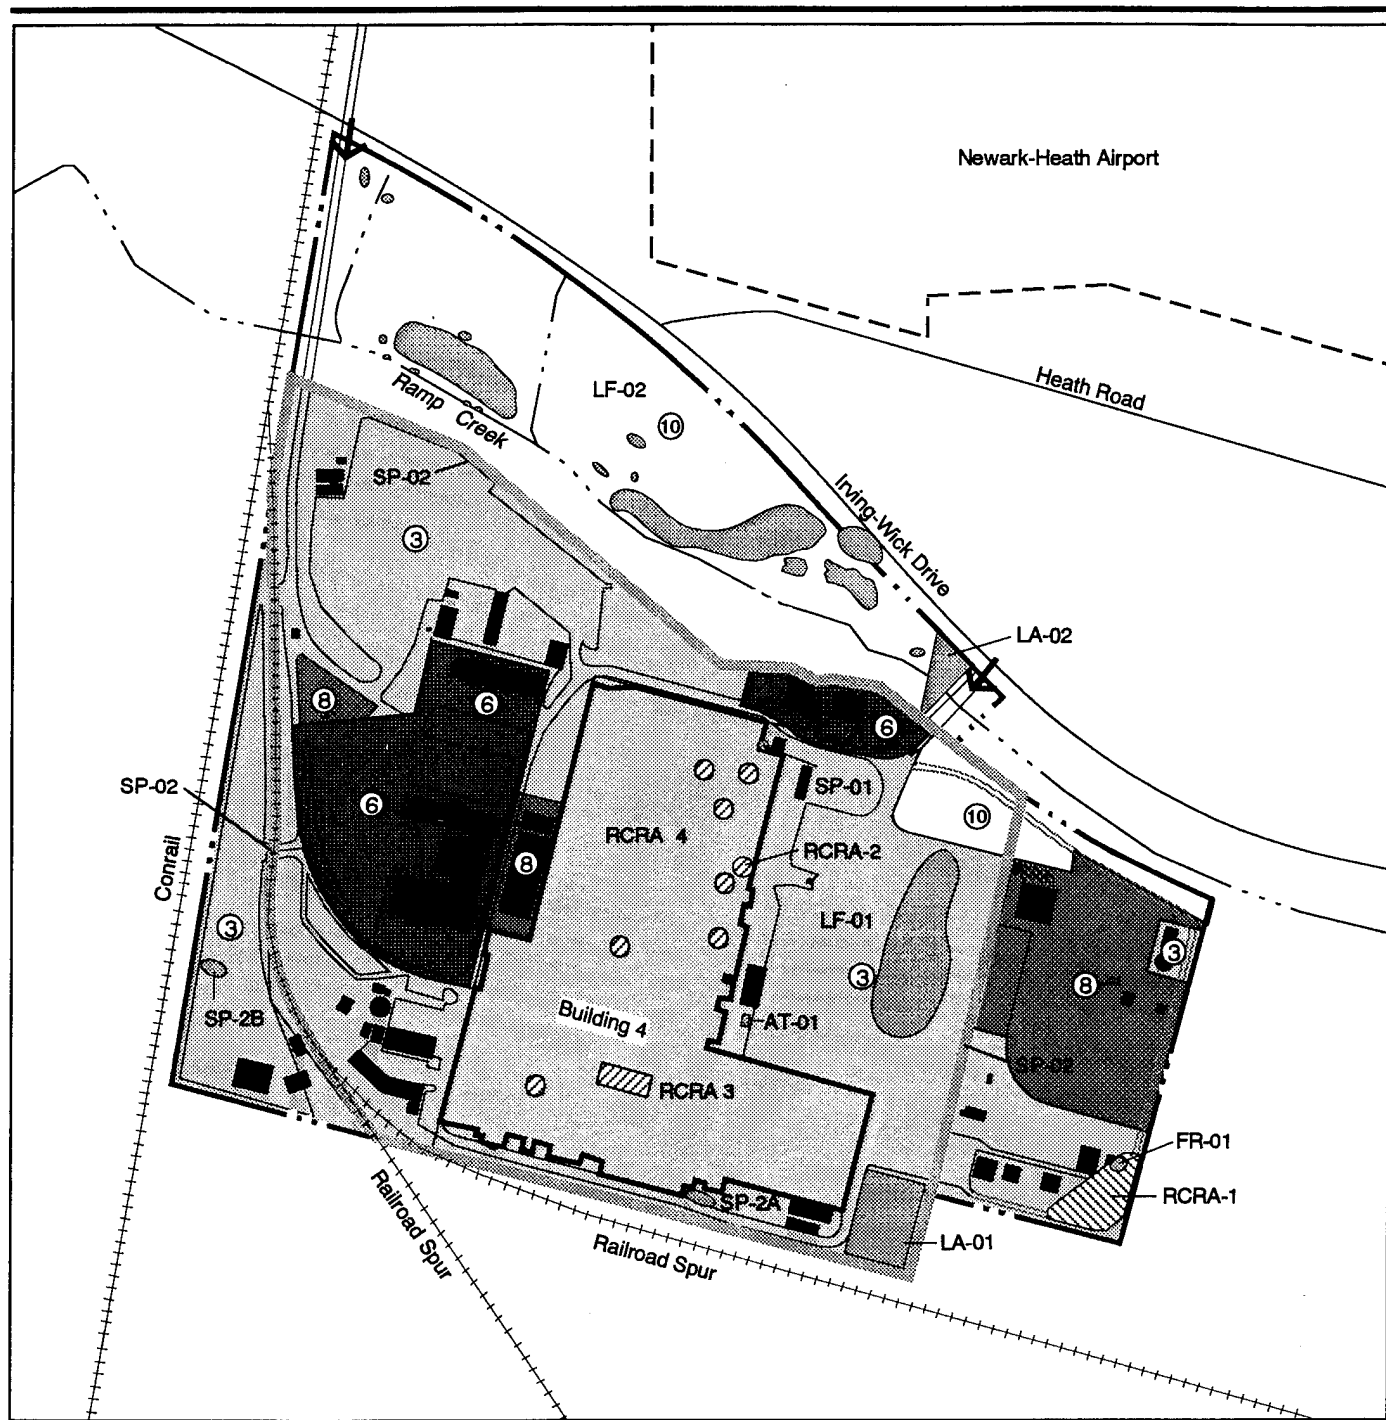 Newark-Heath Airport
Heath Road
LF-02
10
Ramp Creek
SP-02
3
Irving-Wick Drive
LA-02
8
6
6
SP-02
6
SP-01
10
RCRA 4
RCRA-2
8
Conrail
3
LF-01
3
3
8
SP-2B
Building 4
AT-01
SP-02
RCRA 3
FR-01
RCRA-1
SP-2A
LA-01
Railroad Spur
Railroad Spur